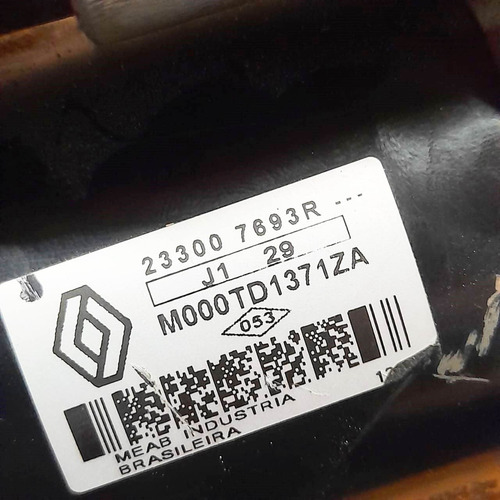 23300 7693R ---
J1 29
M000TD1371ZA
053
MEAB INDUSTRIA
BRASILEIRA